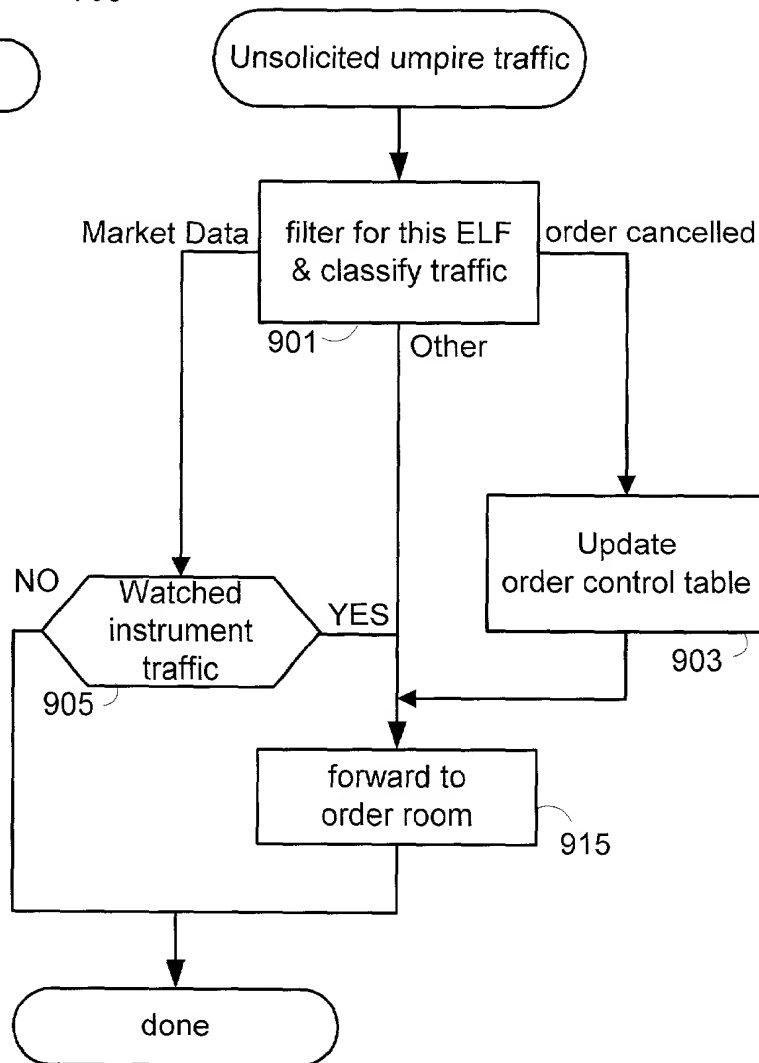 Unsolicited umpire traffic
Market Data
filter for this ELF
& classify traffic
order cancelled
901
Other
Update
order control table
903
NO
Watched
instrument
traffic
YES
905
forward to
order room
915
done